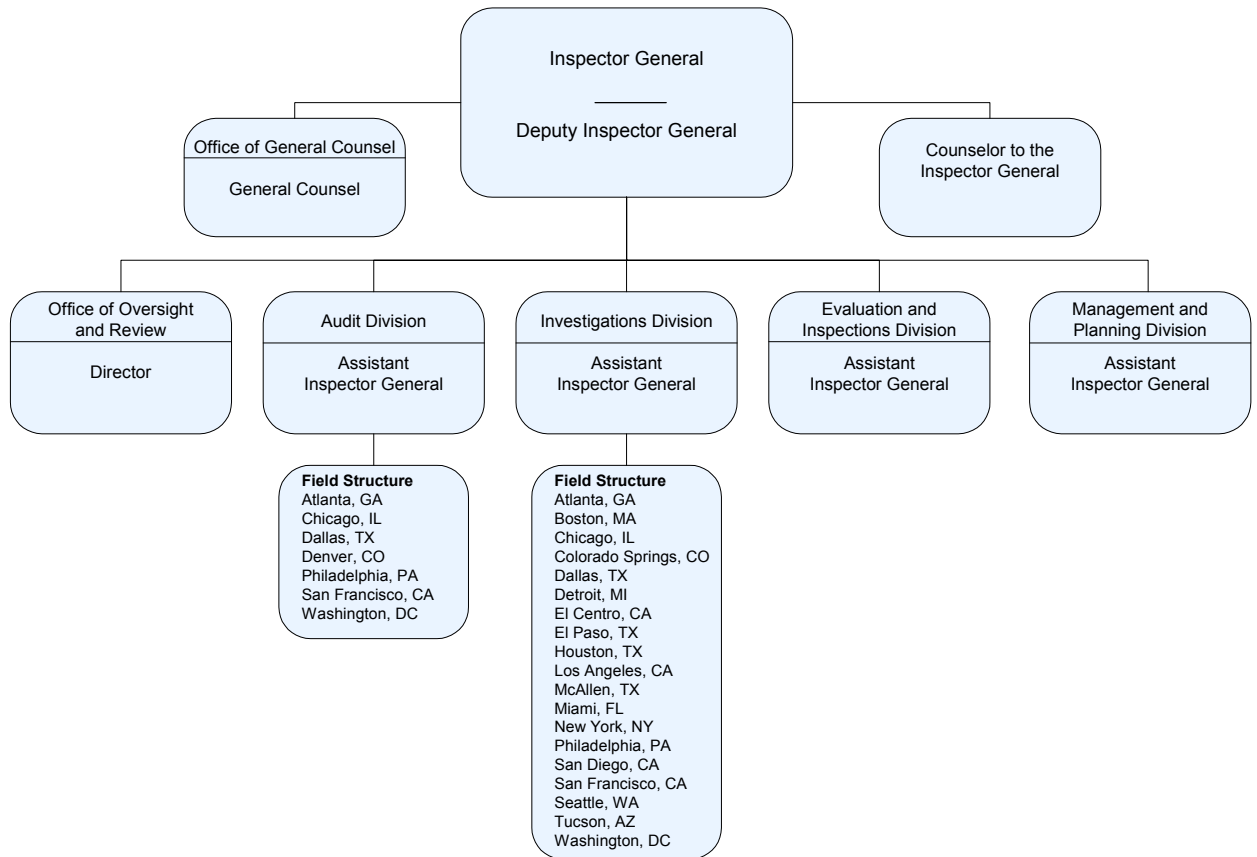 Inspector General
Deputy Inspector General
Office of General Counsel
General Counsel
Counselor to the
Inspector General
Office of Oversight
and Review
Director
Audit Division
Assistant
Inspector General
Investigations Division
Assistant
Inspector General
Evaluation and
Inspections Division
Assistant
Inspector General
Management and
Planning Division
Assistant
Inspector General
Field Structure
Atlanta, GA
Chicago, IL
Dallas, TX
Denver, CO
Philadelphia, PA
San Francisco, CA
Washington, DC
Field Structure
Atlanta, GA
Boston, MA
Chicago, IL
Colorado Springs, CO
Dallas, TX
Detroit, MI
El Centro, CA
El Paso, TX
Houston, TX
Los Angeles, CA
McAllen, TX
Miami, FL
New York, NY
Philadelphia, PA
San Diego, CA
San Francisco, CA
Seattle, WA
Tucson, AZ
Washington, DC